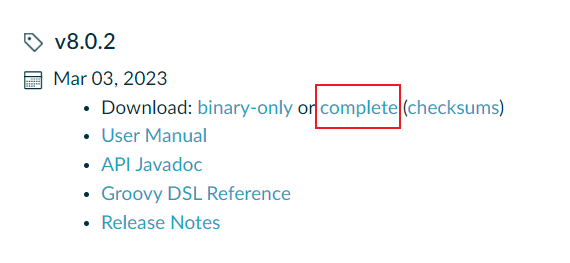 v8.0.2
Mar 03, 2023
• Download: binary-only or complete (checksums)
• User Manual
• API Javadoc
• Groovy DSL Reference
• Release Notes